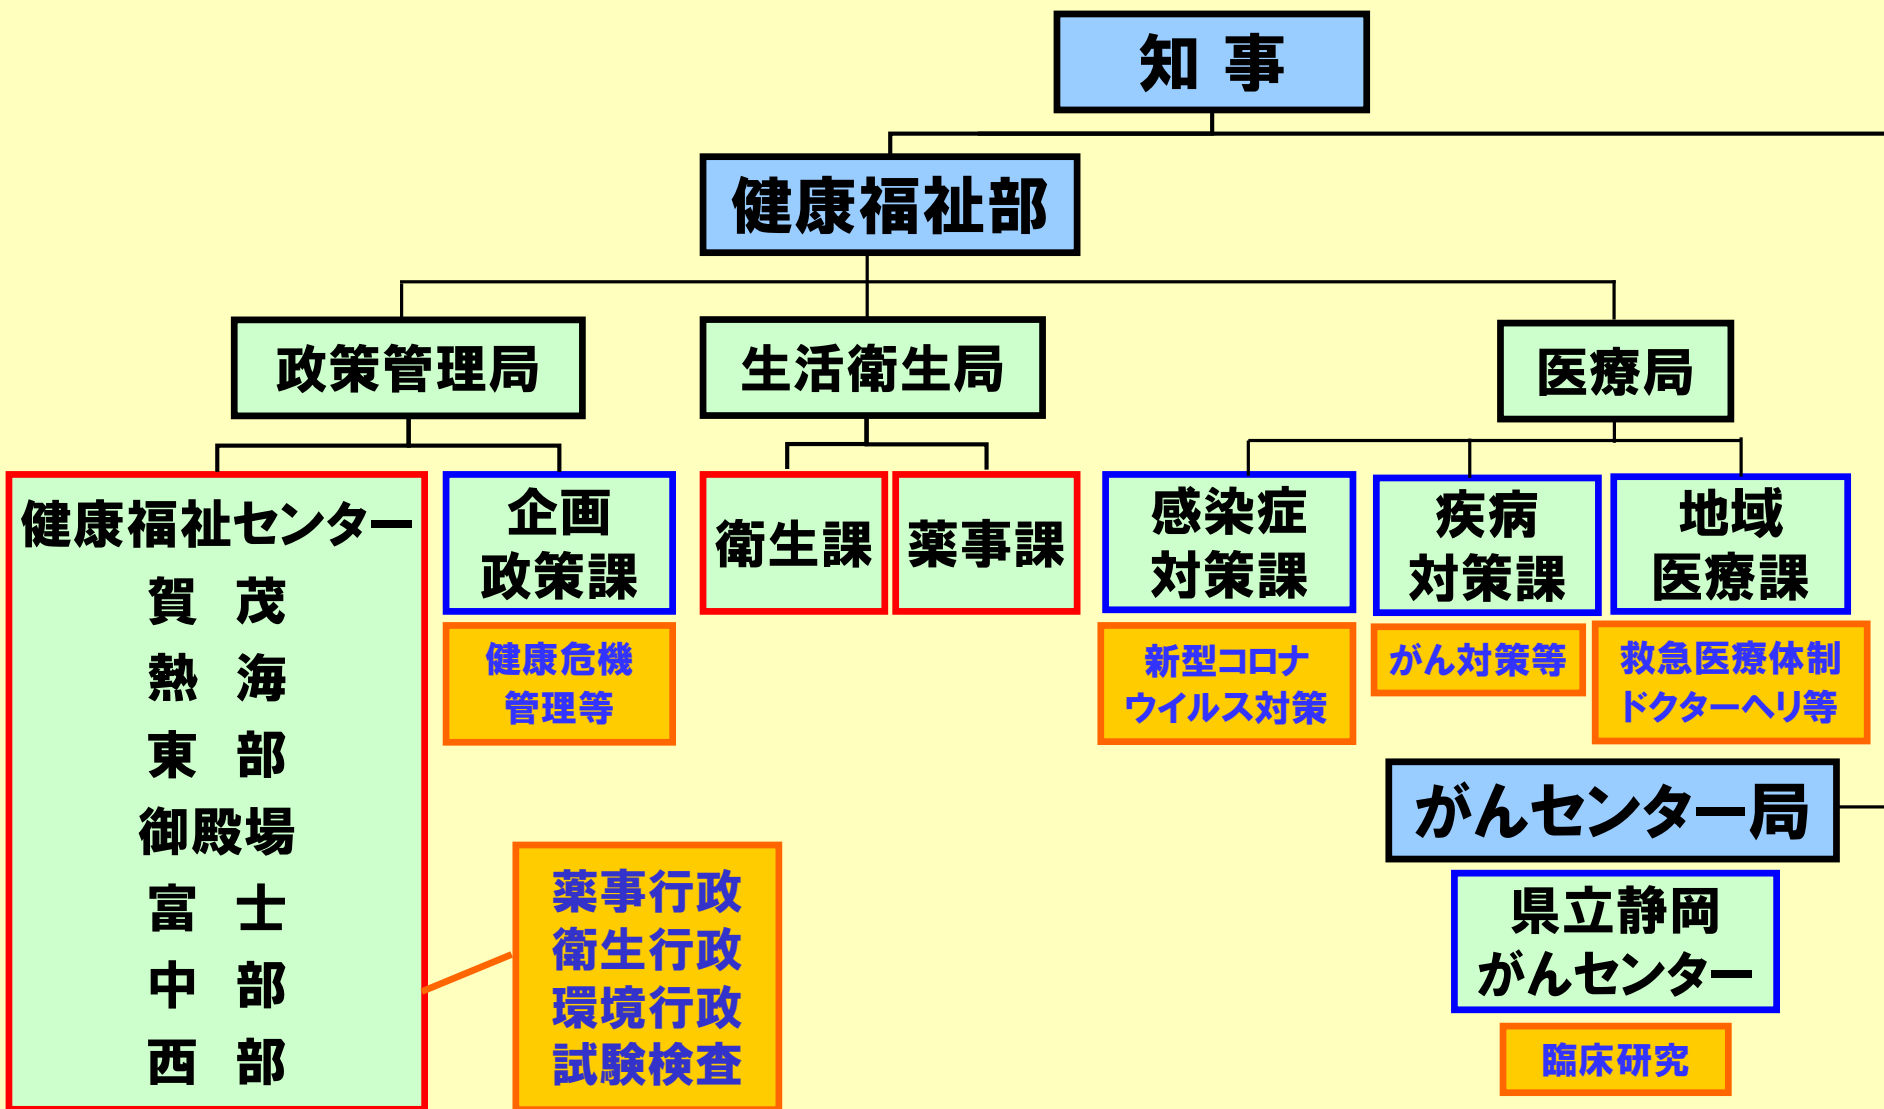 知 事
健康福祉部
政策管理局
生活衛生局
医療局
健康福祉センター
賀 茂
熱 海
東 部
御殿場
富 士
中 部
西 部
企画
政策課
健康危機
管理等
衛生課
薬事課
感染症
対策課
新型コロナ
ウイルス対策
疾病
対策課
がん対策等
地域
医療課
救急医療体制
ドクターヘリ等
薬事行政
衛生行政
環境行政
試験検査
がんセンター局
県立静岡
がんセンター
臨床研究